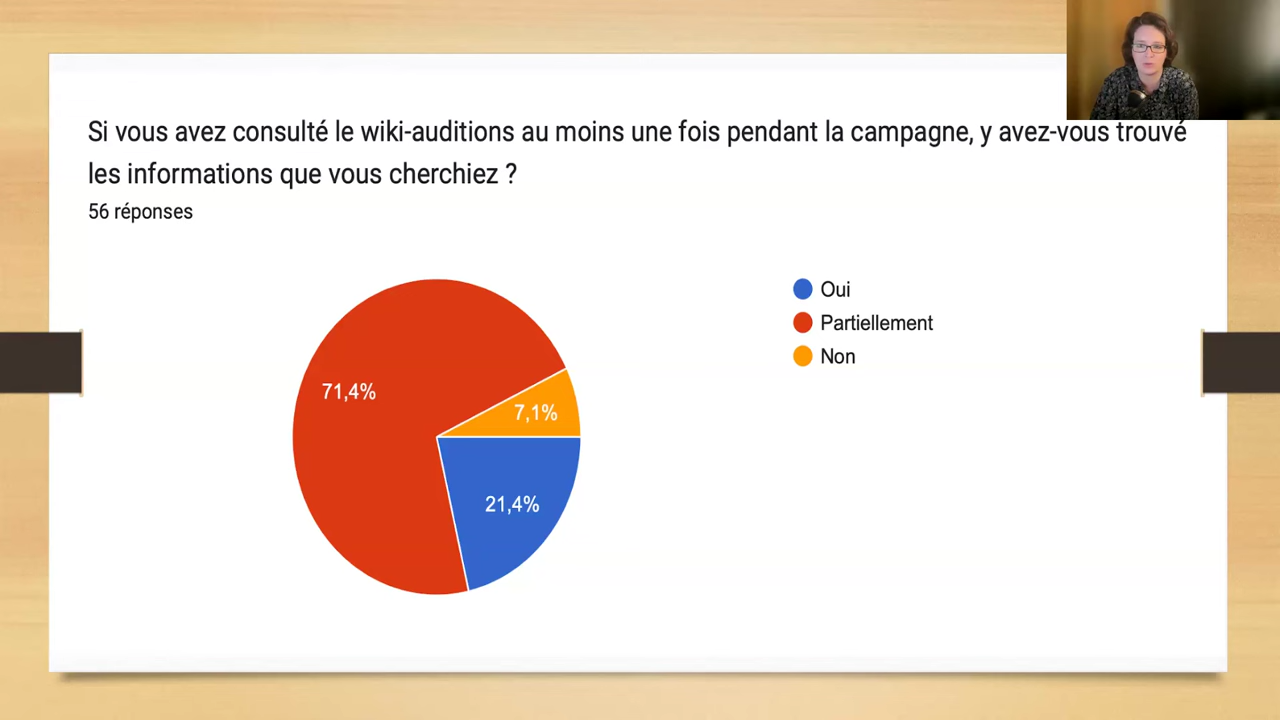 Si vous avez consulté le wiki-auditions au moins une fois pendant la campagne, y avez-vous trouvé
les informations que vous cherchiez ?
56 réponses
Oui
Partiellement
Non
71,4%
7,1%
21,4%